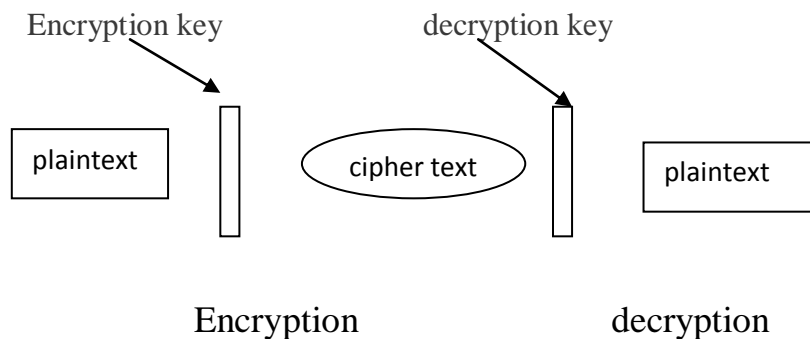 Encryption key decryption key
plaintext cipher text plaintext
Encryption decryption